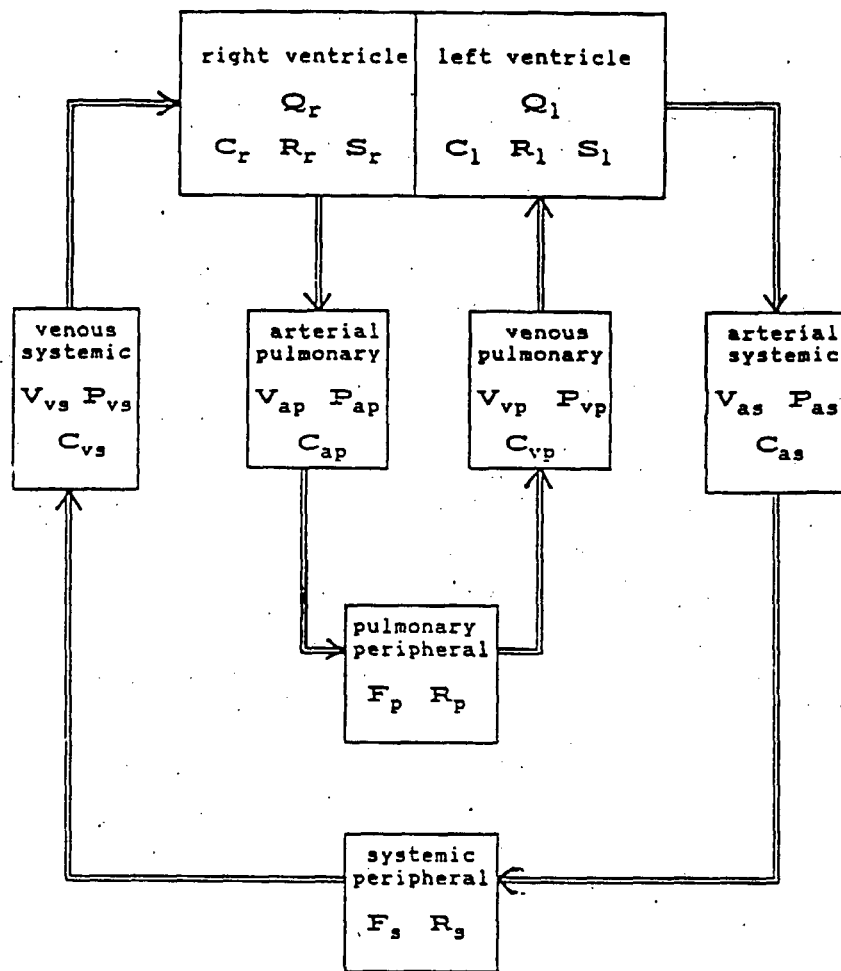 right ventricle
Q_r
C_r R_r S_r
left ventricle
Q_l
C_l R_l S_l
venous
systemic
V_vs P_vs
C_vs
arterial
pulmonary
V_ap P_ap
C_ap
venous
pulmonary
V_vp P_vp
C_vp
arterial
systemic
V_as P_as
C_as
pulmonary
peripheral
F_p R_p
systemic
peripheral
F_s R_s